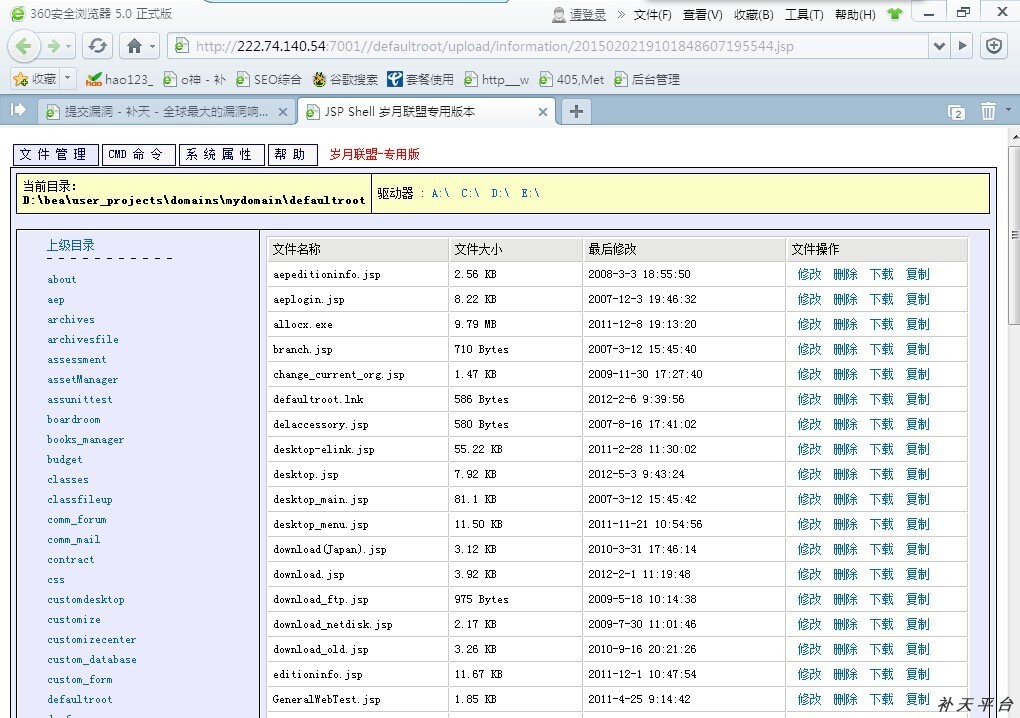 360安全浏览器 5.0 正式版
请登录 » 文件(F) 查看(V) 收藏(B) 工具(T) 帮助(H)
http://222.74.140.54:7001//defaultroot/upload/information/2015020219101848607195544.jsp
收藏 hao123_ o神 - 补 SEO综合 谷歌搜索 套餐使用 http___w 405,Met 后台管理
提交漏洞 - 补天 - 全球最大的漏洞响... JSP Shell 岁月联盟专用版本
2
文件管理 CMD 命令 系统属性 帮助 岁月联盟-专用版
当前目录:
D:\bea\user_projects\domains\mydomain\defaultroot
驱动器 : A:\ C:\ D:\ E:\
上级目录
- - - - - - - - - - -
about
aep
archives
archivesfile
assessment
assetManager
assunittest
boardroom
books_manager
budget
classes
classfileup
comm_forum
comm_mail
contract
css
customdesktop
customize
customizecenter
custom_database
custom_form
defaultroot
文件名称 文件大小 最后修改 文件操作
aepeditioninfo.jsp 2.56 KB 2008-3-3 18:55:50 修改 删除 下载 复制
aeplogin.jsp 8.22 KB 2007-12-3 19:46:32 修改 删除 下载 复制
allocx.exe 9.79 MB 2011-12-8 19:13:20 修改 删除 下载 复制
branch.jsp 710 Bytes 2007-3-12 15:45:40 修改 删除 下载 复制
change_current_org.jsp 1.47 KB 2009-11-30 17:27:40 修改 删除 下载 复制
defaultroot.lnk 586 Bytes 2012-2-6 9:39:56 修改 删除 下载 复制
delaccessory.jsp 580 Bytes 2007-8-16 17:41:02 修改 删除 下载 复制
desktop-elink.jsp 55.22 KB 2011-2-28 11:30:02 修改 删除 下载 复制
desktop.jsp 7.92 KB 2012-5-3 9:43:24 修改 删除 下载 复制
desktop_main.jsp 81.1 KB 2007-3-12 15:45:42 修改 删除 下载 复制
desktop_menu.jsp 11.50 KB 2011-11-21 10:54:56 修改 删除 下载 复制
download(Japan).jsp 3.12 KB 2010-3-31 17:46:14 修改 删除 下载 复制
download.jsp 3.92 KB 2012-2-1 11:19:48 修改 删除 下载 复制
download_ftp.jsp 975 Bytes 2009-5-18 10:14:38 修改 删除 下载 复制
download_netdisk.jsp 2.17 KB 2009-7-30 11:01:46 修改 删除 下载 复制
download_old.jsp 3.26 KB 2010-9-16 20:21:26 修改 删除 下载 复制
editioninfo.jsp 11.67 KB 2011-12-1 10:47:54 修改 删除 下载 复制
GeneralWebTest.jsp 1.85 KB 2011-4-25 9:14:42 修改 删除 下载 复制
补天平台